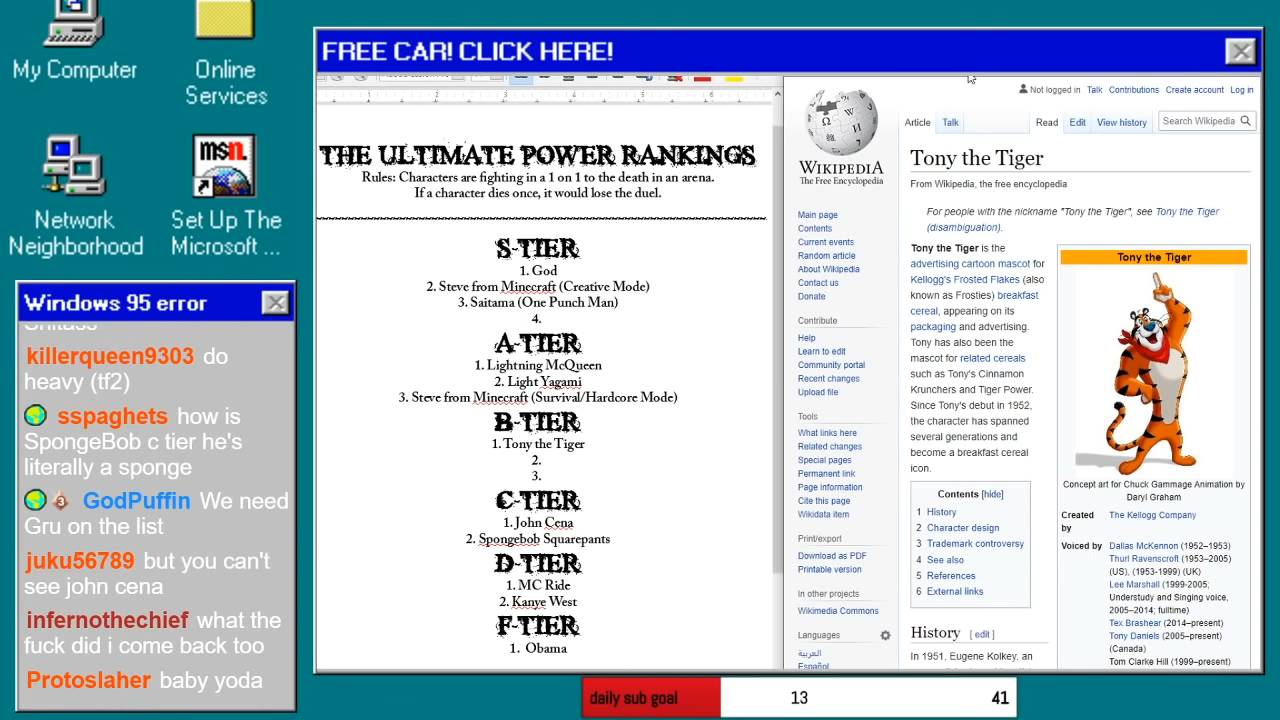 My Computer
Online
Services
Network
Neighborhood
msn.
Set Up The
Microsoft ...
Windows 95 error
killerqueen9303 do
heavy (tf2)
sspaghets how is
SpongeBob c tier he's
literally a sponge
3 GodPuffin We need
Gru on the list
juku56789 but you can't
see john cena
infernothechief what the
fuck did i come back too
Protoslaher baby yoda
FREE CAR! CLICK HERE!
1 2 3 4 5 6
THE ULTIMATE POWER RANKINGS
Rules: Characters are fighting in a 1 on 1 to the death in an arena.
If a character dies once, it would lose the duel.
S-TIER
1. God
2. Steve from Minecraft (Creative Mode)
3. Saitama (One Punch Man)
4.
A-TIER
1. Lightning McQueen
2. Light Yagami
3. Steve from Minecraft (Survival/Hardcore Mode)
B-TIER
1. Tony the Tiger
2.
3.
C-TIER
1. John Cena
2. Spongebob Squarepants
D-TIER
1. MC Ride
2. Kanye West
F-TIER
1. Obama
WIKIPEDIA
The Free Encyclopedia
Main page
Contents
Current events
Random article
About Wikipedia
Contact us
Donate
Contribute
Help
Learn to edit
Community portal
Recent changes
Upload file
Tools
What links here
Related changes
Special pages
Permanent link
Page information
Cite this page
Wikidata item
Print/export
Download as PDF
Printable version
In other projects
Wikimedia Commons
Languages
العربية
Español
Not logged in Talk Contributions Create account Log in
Article Talk Read Edit View history Search Wikipedia
Tony the Tiger
From Wikipedia, the free encyclopedia
For people with the nickname "Tony the Tiger", see Tony the Tiger
(disambiguation).
Tony the Tiger is the
advertising cartoon mascot for
Kellogg's Frosted Flakes (also
known as Frosties) breakfast
cereal, appearing on its
packaging and advertising.
Tony has also been the
mascot for related cereals
such as Tony's Cinnamon
Krunchers and Tiger Power.
Since Tony's debut in 1952,
the character has spanned
several generations and
become a breakfast cereal
icon.
Contents [hide]
1 History
2 Character design
3 Trademark controversy
4 See also
5 References
6 External links
History [ edit ]
In 1951, Eugene Kolkey, an
Tony the Tiger
Concept art for Chuck Gammage Animation by
Daryl Graham
Created by The Kellogg Company
Voiced by Dallas McKennon (1952–1953)
Thurl Ravenscroft (1953–2005)
(US), (1953-1999) (UK)
Lee Marshall (1999-2005;
Understudy and Singing voice,
2005–2014; fulltime)
Tex Brashear (2014–present)
Tony Daniels (2005–present)
(Canada)
Tom Clarke Hill (1999–present)
daily sub goal 13 41